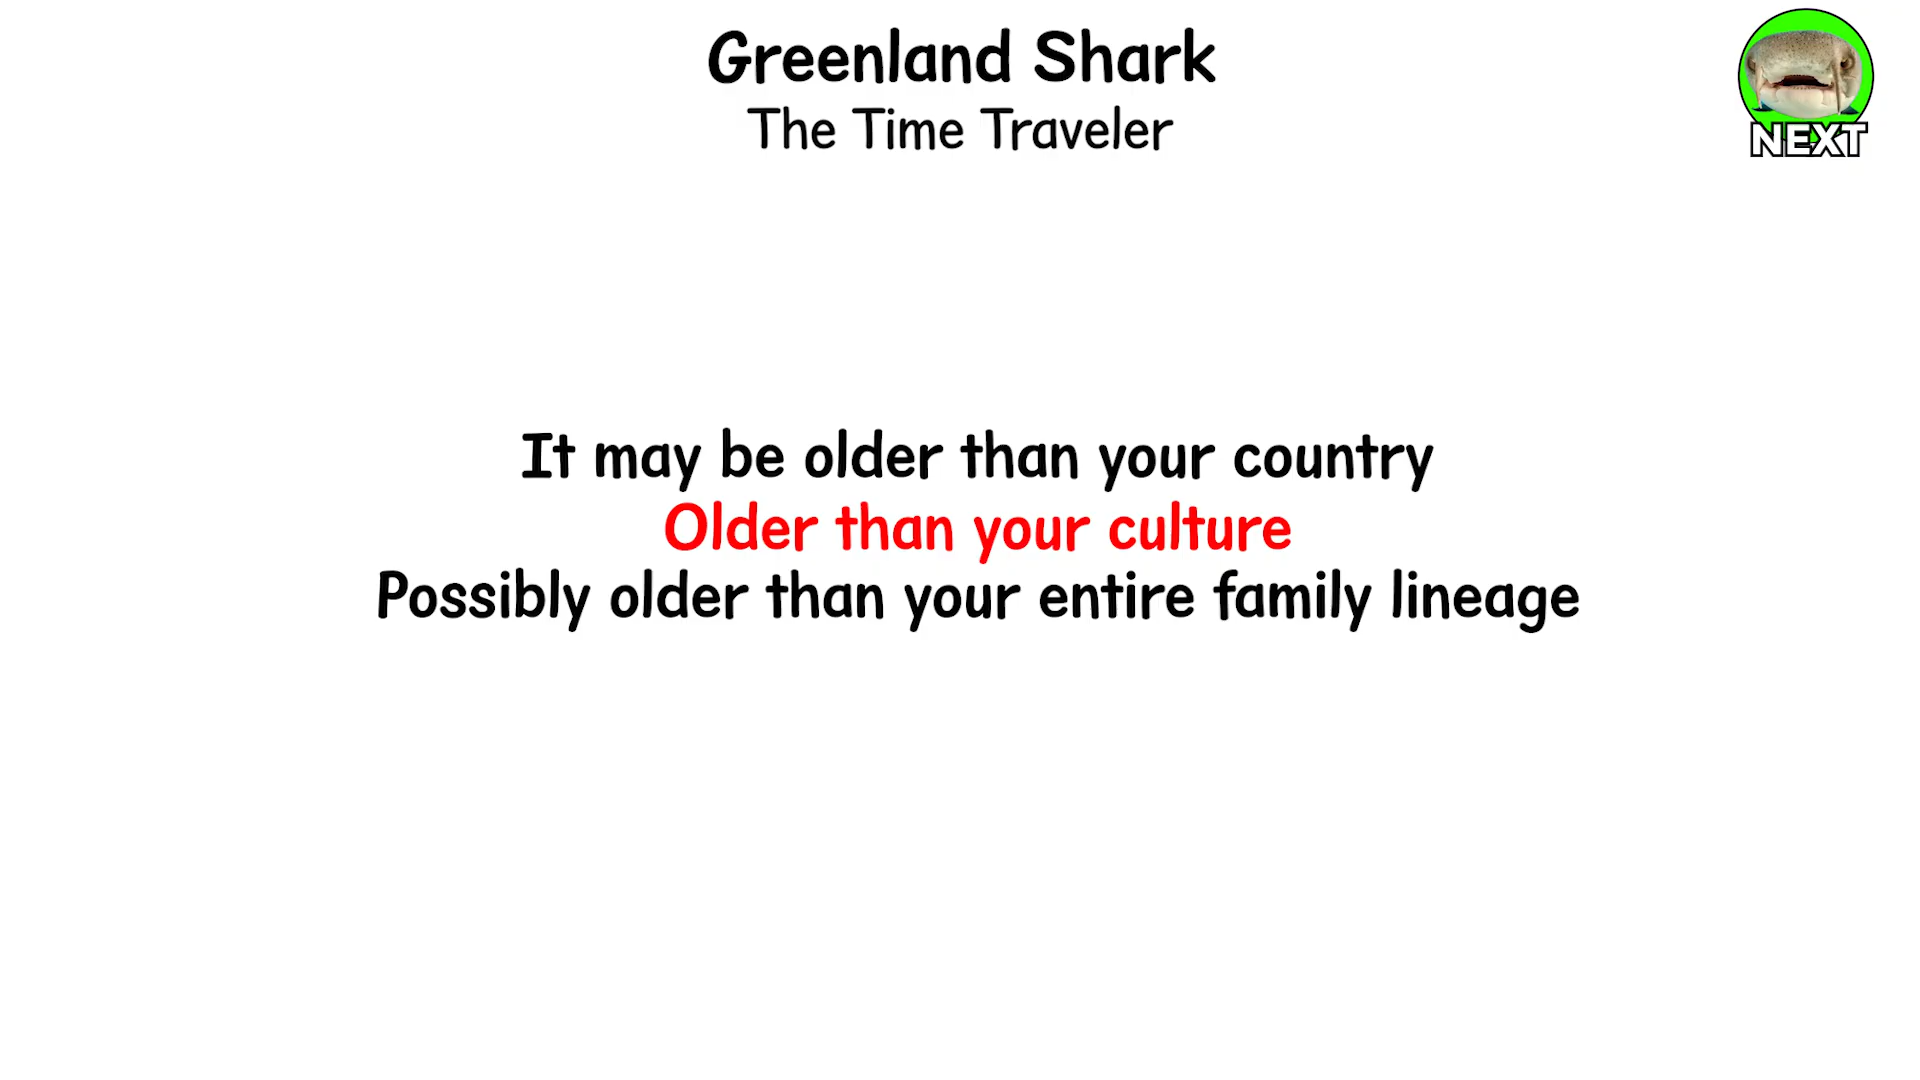 Greenland Shark
The Time Traveler
NEXT
It may be older than your country
Older than your culture
Possibly older than your entire family lineage